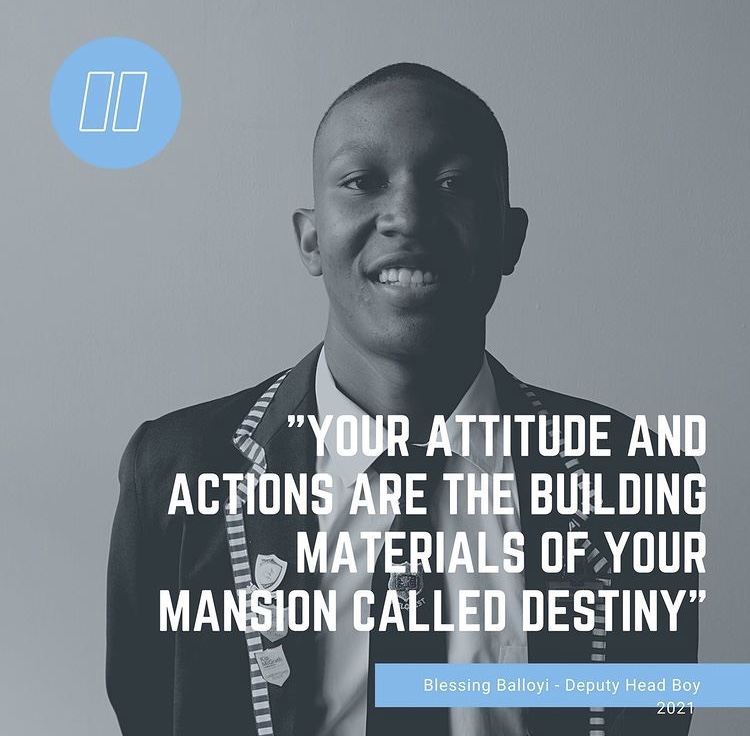 "YOUR ATTITUDE AND
ACTIONS ARE THE BUILDING
MATERIALS OF YOUR
MANSION CALLED DESTINY"
Blessing Balloyi - Deputy Head Boy
2021